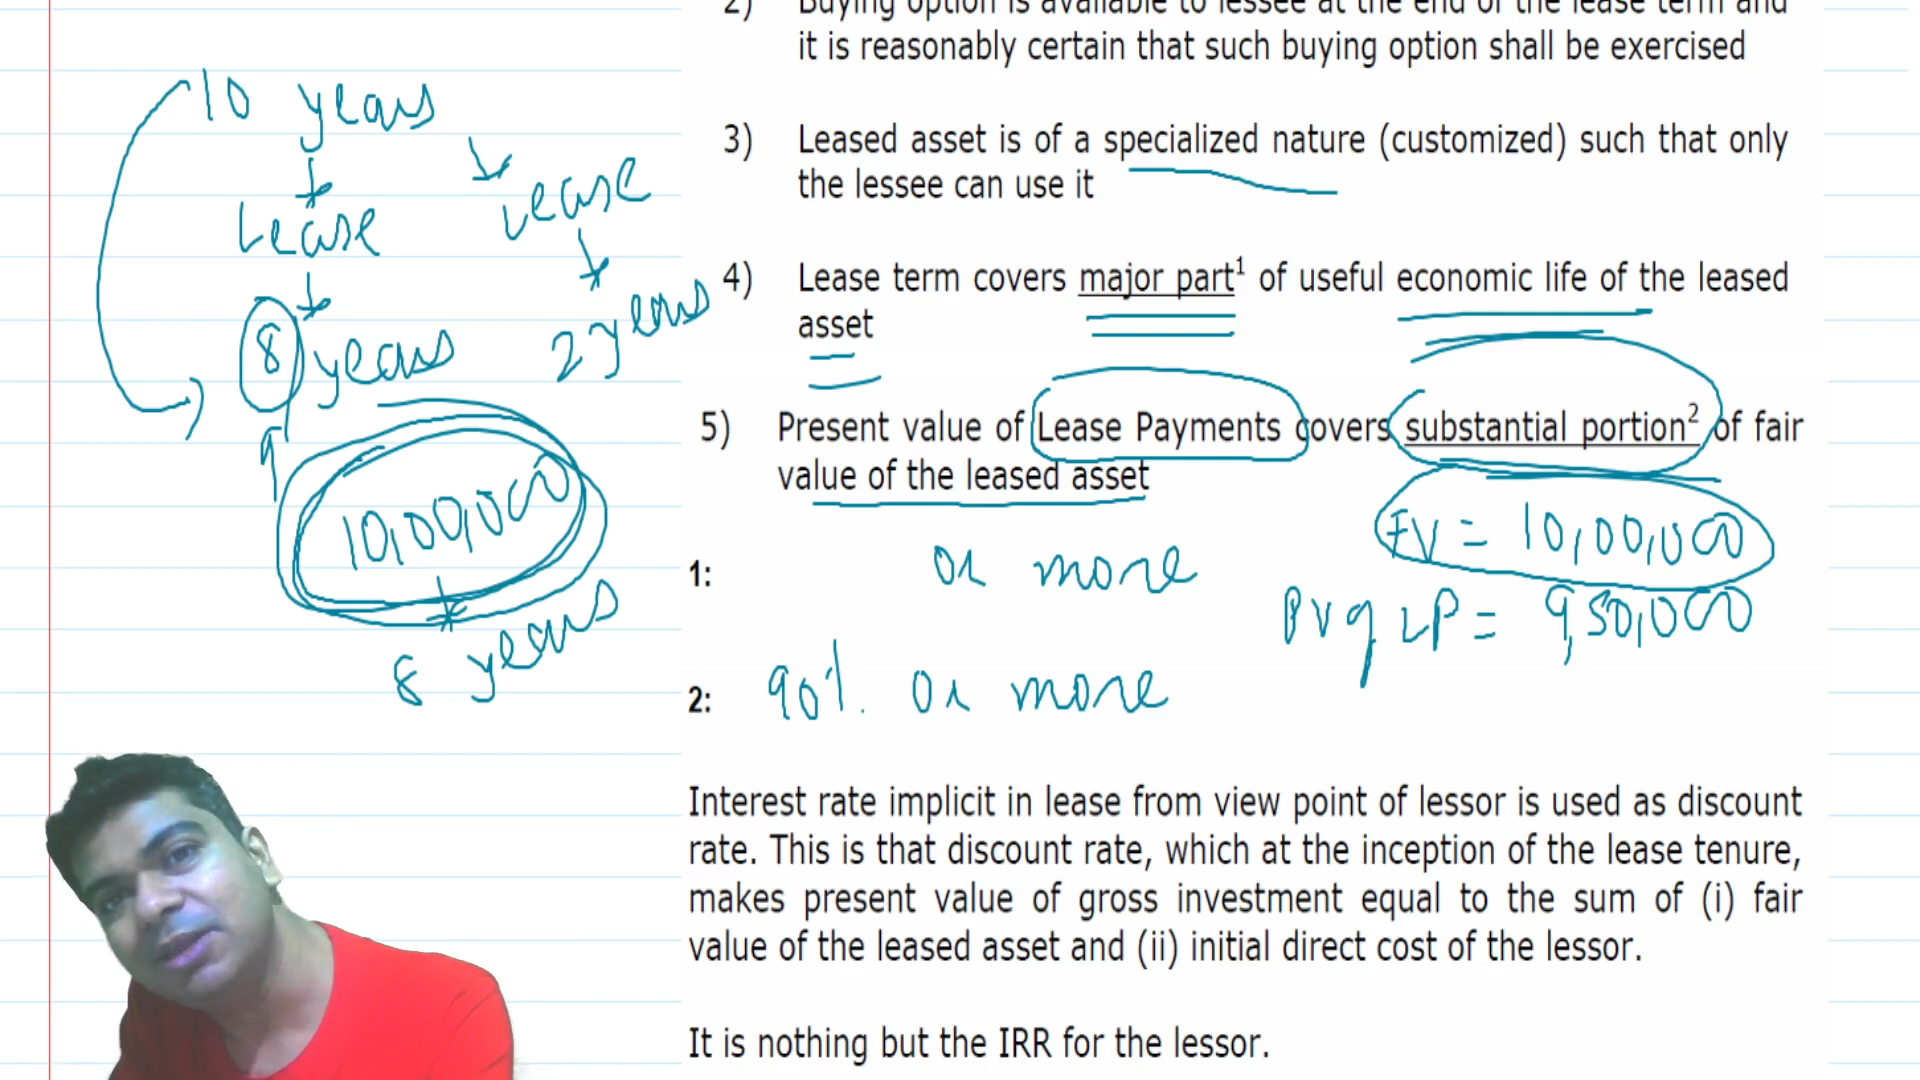 2) Buying option is available to lessee at the end of the lease term and
it is reasonably certain that such buying option shall be exercised
3) Leased asset is of a specialized nature (customized) such that only
the lessee can use it
4) Lease term covers major part¹ of useful economic life of the leased
asset
5) Present value of Lease Payments covers substantial portion² of fair
value of the leased asset
FV = 10,00,000
1: or more
PV of LP = 9,50,000
2: 90% or more
Interest rate implicit in lease from view point of lessor is used as discount
rate. This is that discount rate, which at the inception of the lease tenure,
makes present value of gross investment equal to the sum of (i) fair
value of the leased asset and (ii) initial direct cost of the lessor.
It is nothing but the IRR for the lessor.
10 years
Lease
Lease
8 years
2 years
9
10,00,000
8 years